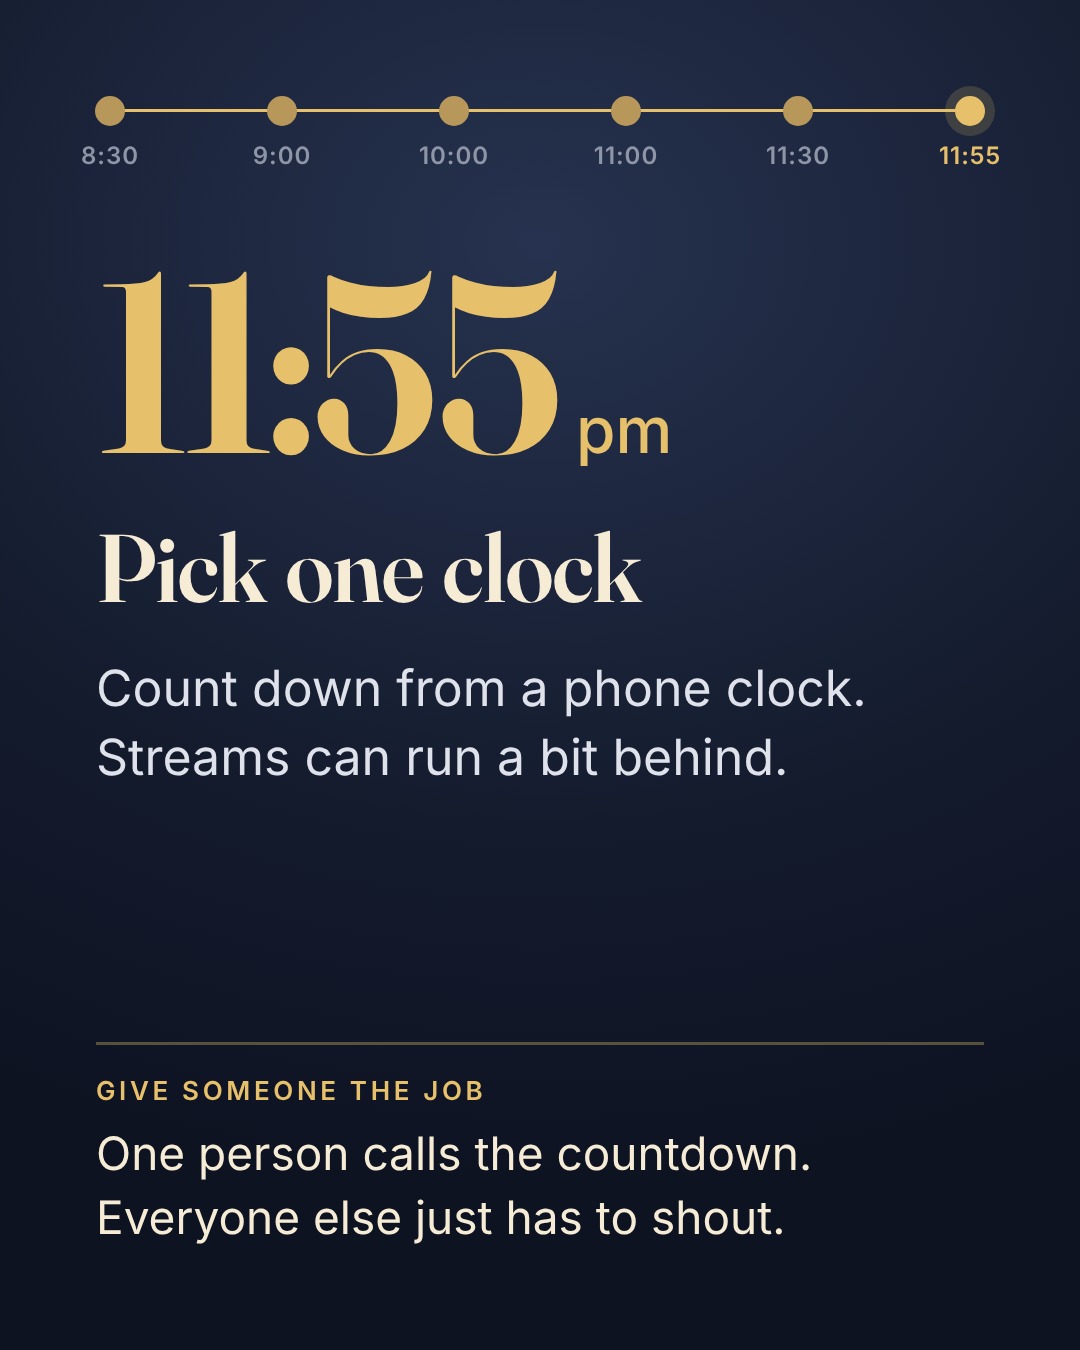 8:30 9:00 10:00 11:00 11:30 11:55
11:55 pm
Pick one clock
Count down from a phone clock.
Streams can run a bit behind.
GIVE SOMEONE THE JOB
One person calls the countdown.
Everyone else just has to shout.